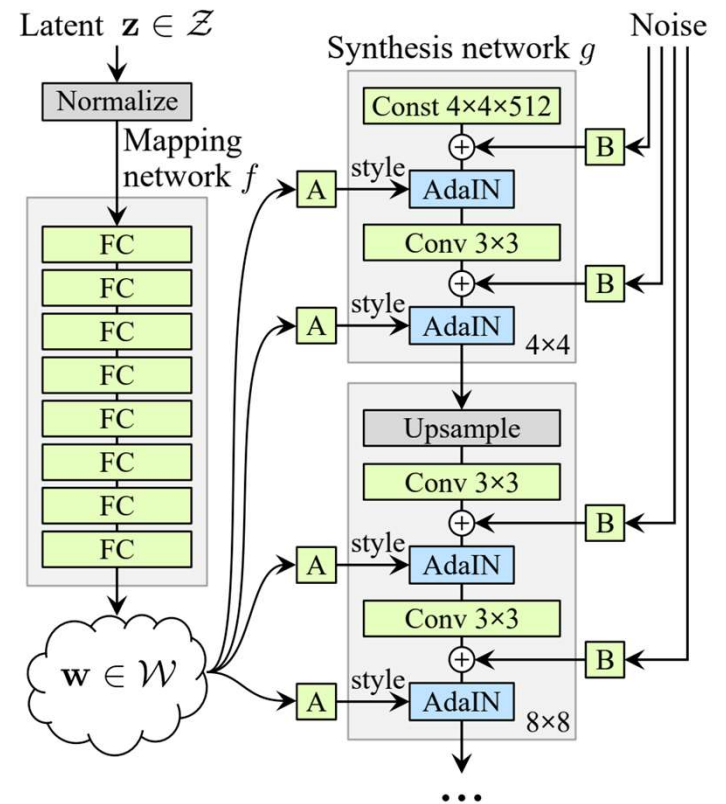 Latent z ∈ 𝒵
Normalize
Mapping
network f
FC
FC
FC
FC
FC
FC
FC
FC
w ∈ 𝒲
A
A
A
A
Synthesis network g
Const 4×4×512
style
AdaIN
Conv 3×3
style
AdaIN
4×4
Upsample
Conv 3×3
style
AdaIN
Conv 3×3
style
AdaIN
8×8
...
Noise
B
B
B
B